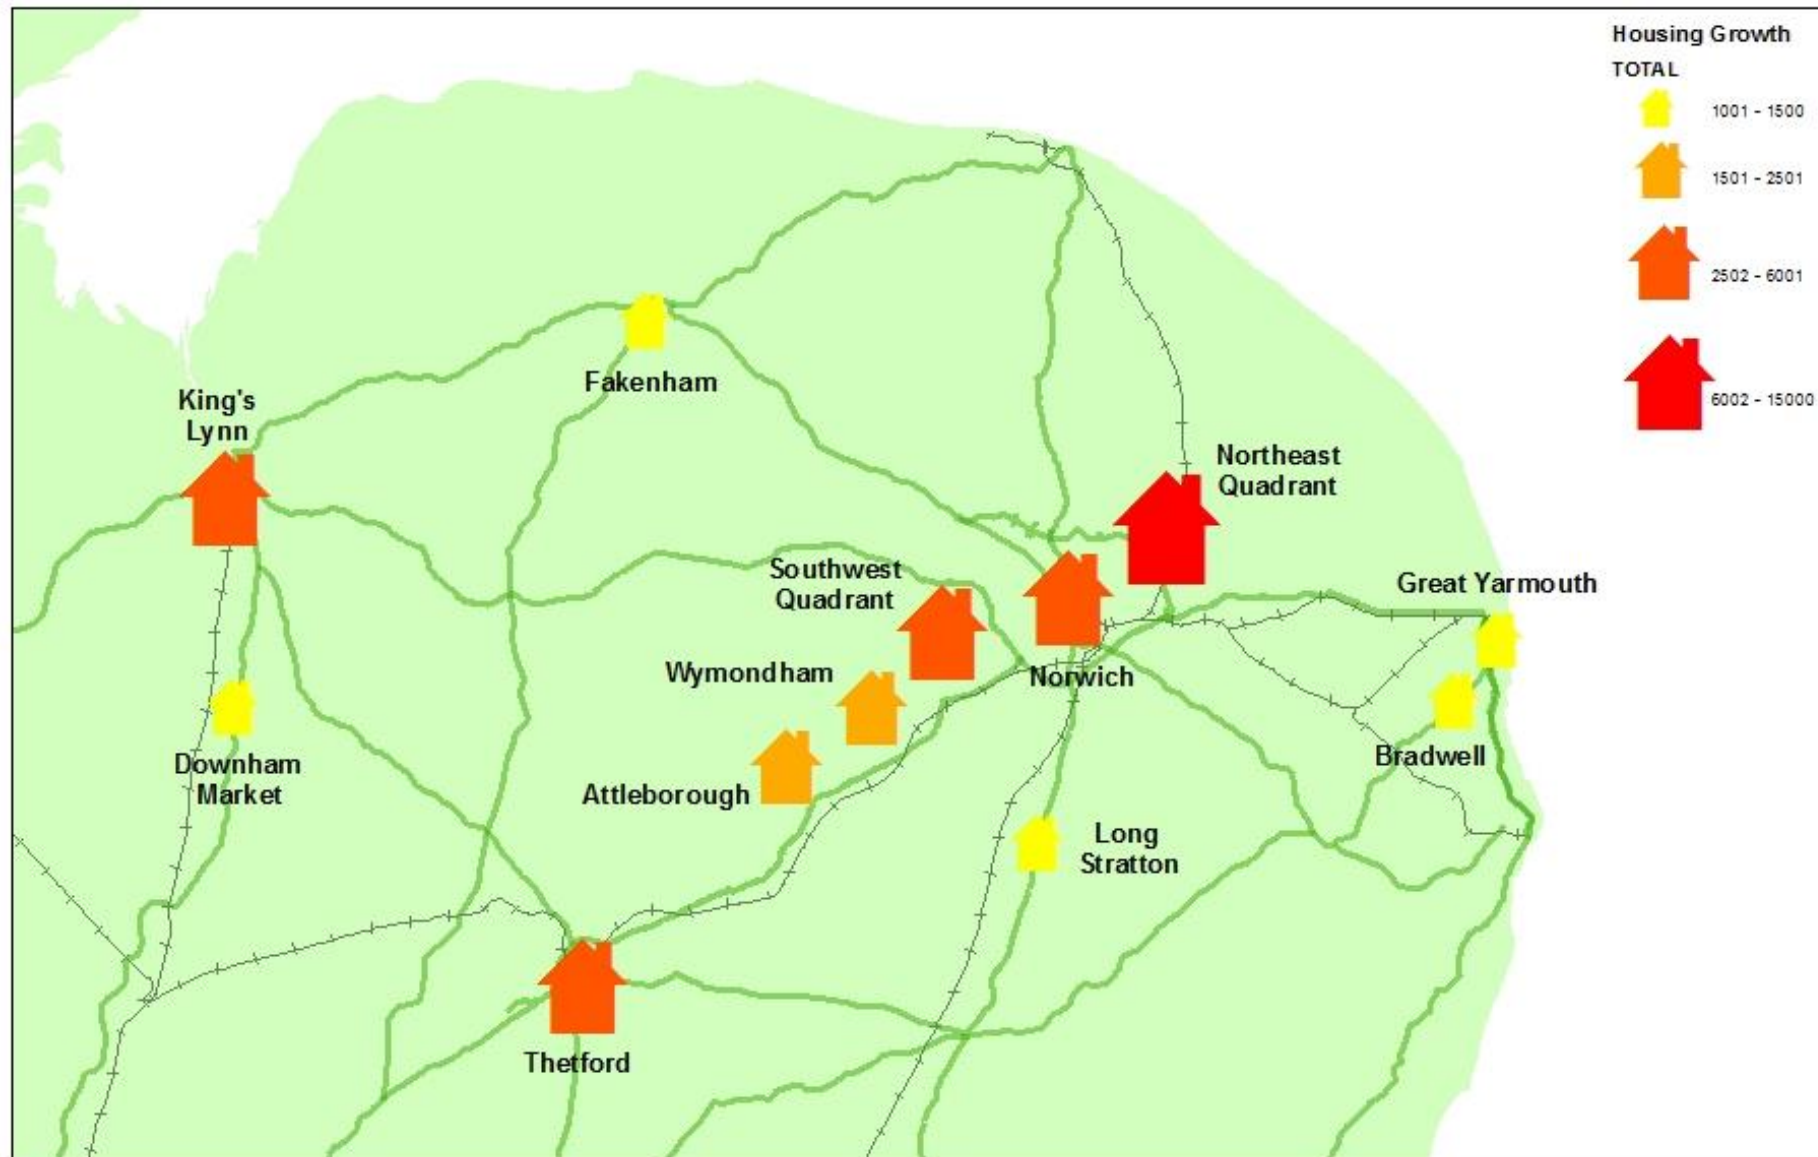 Housing Growth
TOTAL
1001 - 1500
1501 - 2501
2502 - 6001
6002 - 15000
Fakenham
King's
Lynn
Northeast
Quadrant
Southwest
Quadrant
Great Yarmouth
Wymondham
Norwich
Bradwell
Downham
Market
Attleborough
Long
Stratton
Thetford